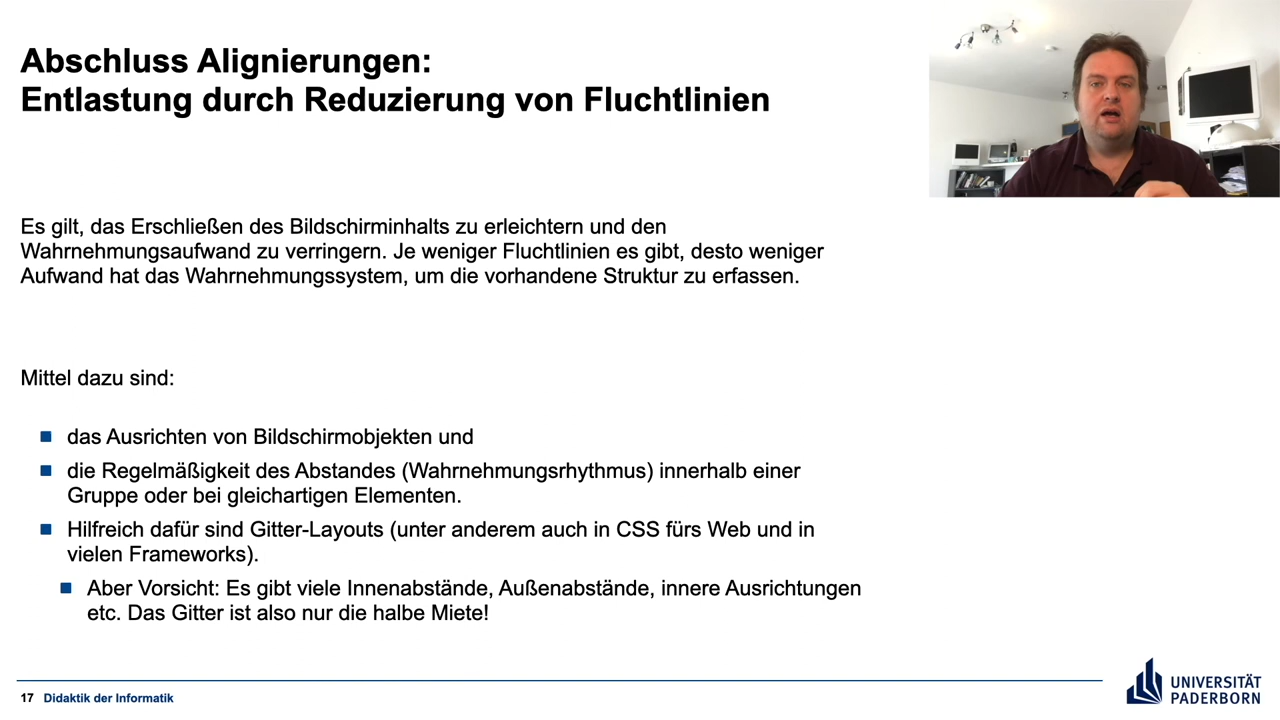 Abschluss Alignierungen:
Entlastung durch Reduzierung von Fluchtlinien
Es gilt, das Erschließen des Bildschirminhalts zu erleichtern und den
Wahrnehmungsaufwand zu verringern. Je weniger Fluchtlinien es gibt, desto weniger
Aufwand hat das Wahrnehmungssystem, um die vorhandene Struktur zu erfassen.
Mittel dazu sind:
das Ausrichten von Bildschirmobjekten und
die Regelmäßigkeit des Abstandes (Wahrnehmungsrhythmus) innerhalb einer
Gruppe oder bei gleichartigen Elementen.
Hilfreich dafür sind Gitter-Layouts (unter anderem auch in CSS fürs Web und in
vielen Frameworks).
Aber Vorsicht: Es gibt viele Innenabstände, Außenabstände, innere Ausrichtungen
etc. Das Gitter ist also nur die halbe Miete!
17 Didaktik der Informatik
UNIVERSITÄT
PADERBORN